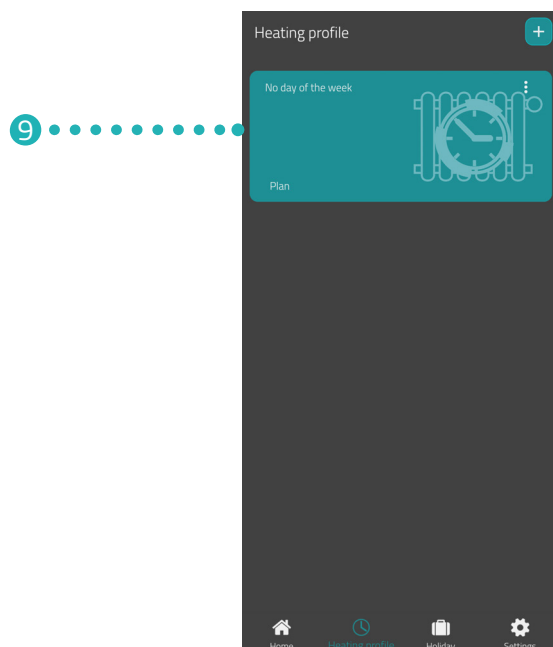 Heating profile
+
No day of the week
9
Plan
Home Heating profile Holiday Settings